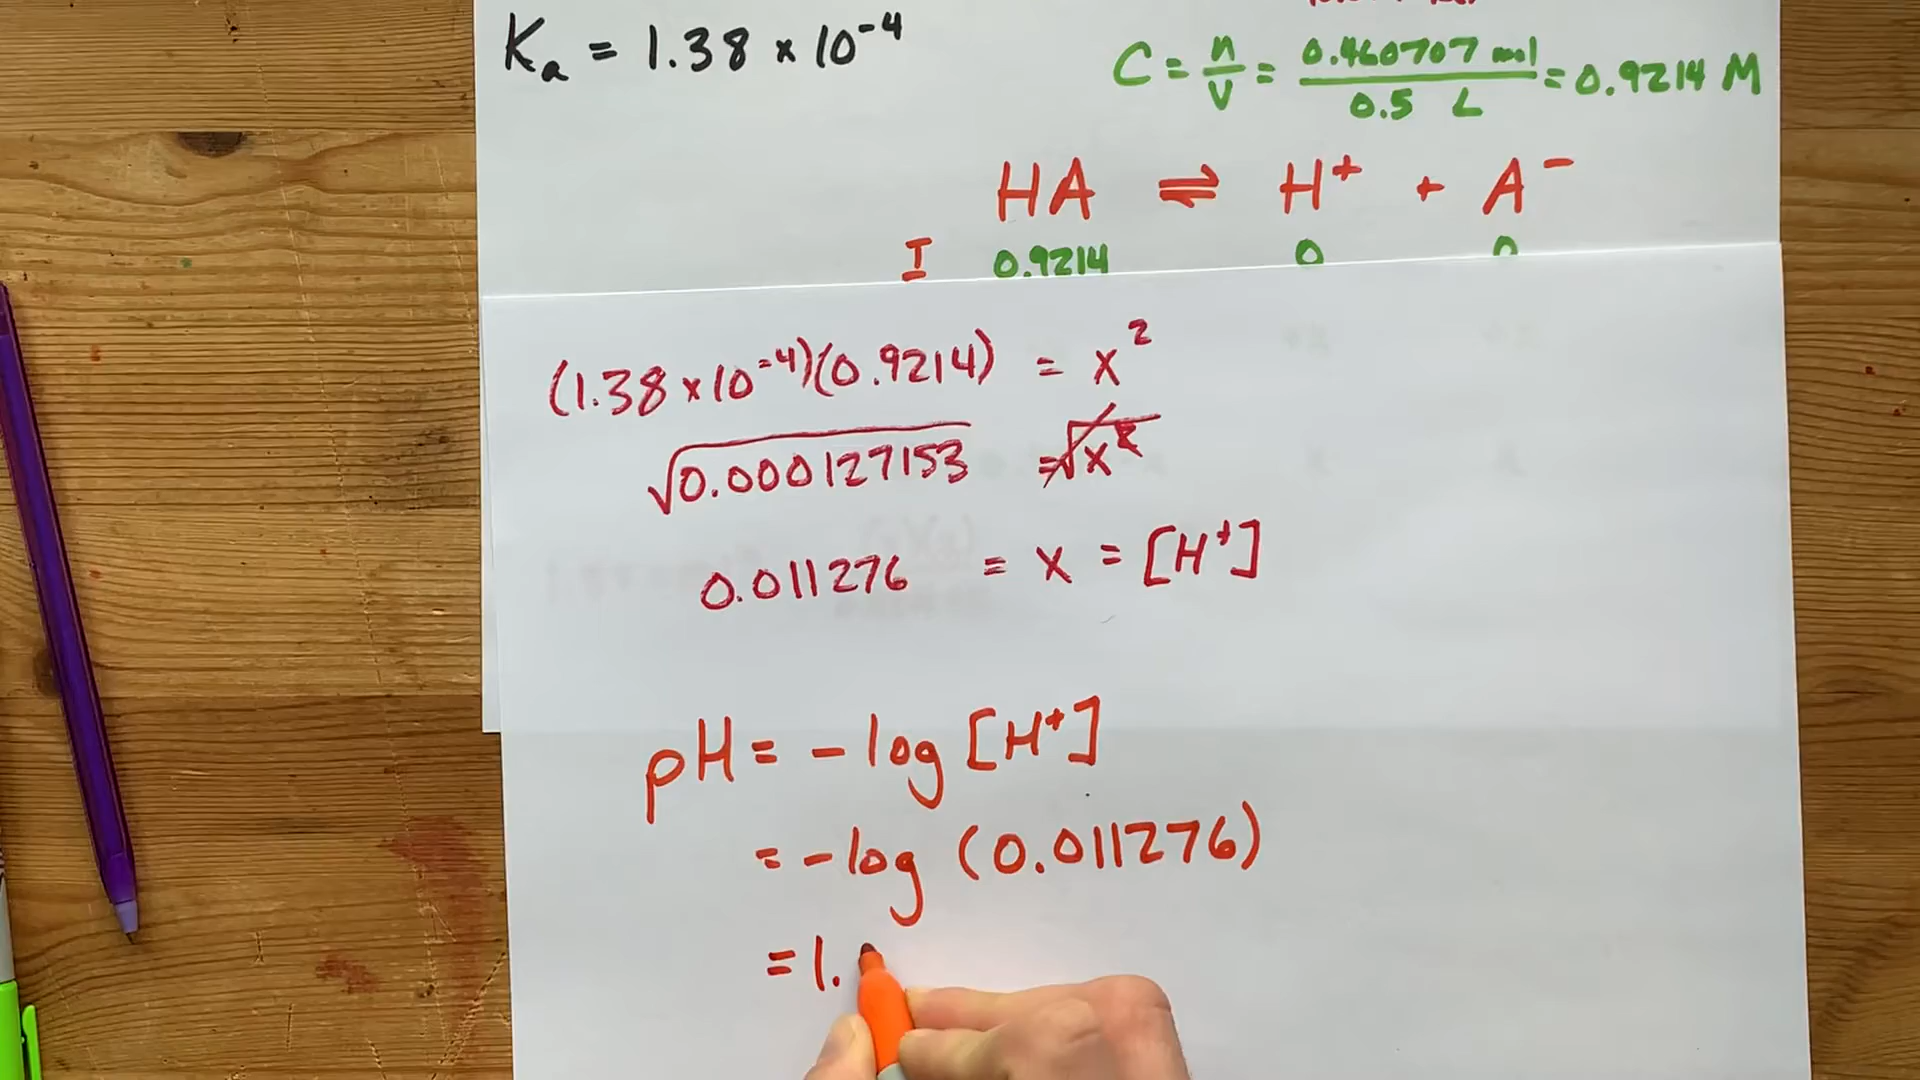 Ka = 1.38 × 10⁻⁴
C = n/V = 0.460707 mol / 0.5 L = 0.9214 M
HA ⇌ H⁺ + A⁻
I 0.9214 0 0
(1.38 × 10⁻⁴)(0.9214) = x²
√0.000127153 = √x²
0.011276 = x = [H⁺]
pH = -log [H⁺]
= -log (0.011276)
= 1.